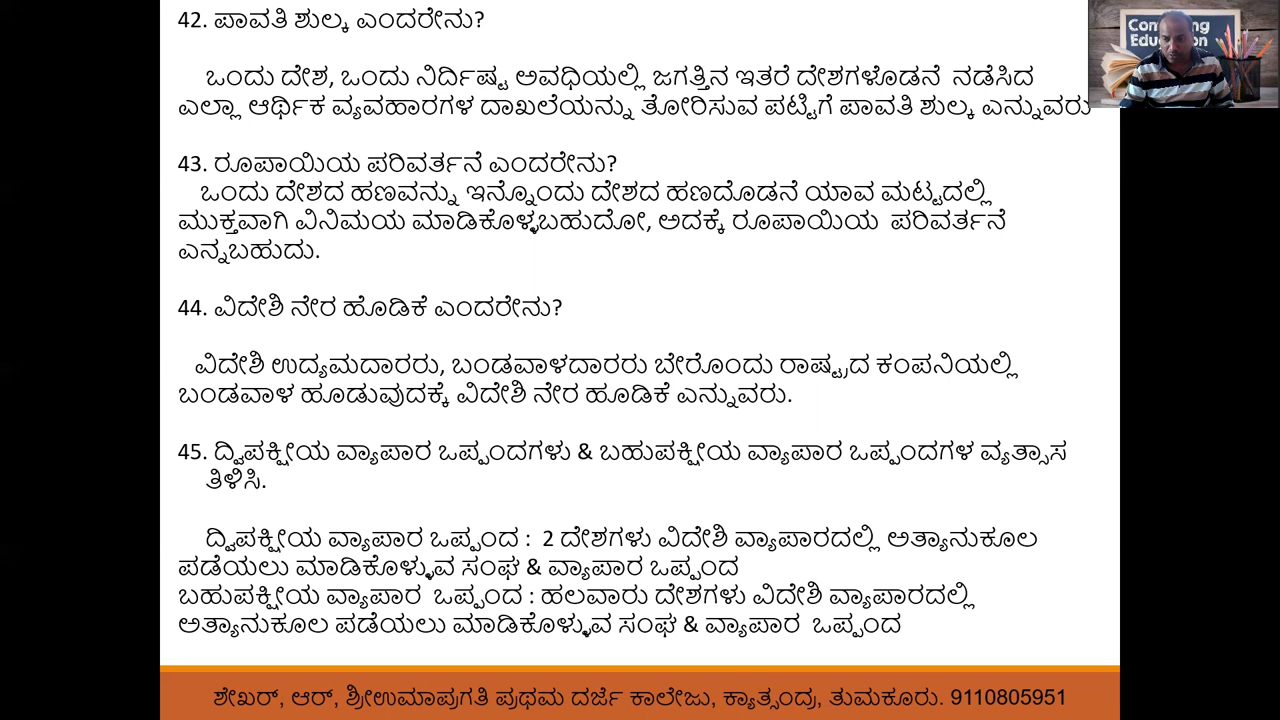 42. ಪಾವತಿ ಶುಲ್ಕ ಎಂದರೇನು?
ಒಂದು ದೇಶ, ಒಂದು ನಿರ್ದಿಷ್ಟ ಅವಧಿಯಲ್ಲಿ ಜಗತ್ತಿನ ಇತರೆ ದೇಶಗಳೊಡನೆ ನಡೆಸಿದ
ಎಲ್ಲಾ ಆರ್ಥಿಕ ವ್ಯವಹಾರಗಳ ದಾಖಲೆಯನ್ನು ತೋರಿಸುವ ಪಟ್ಟಿಗೆ ಪಾವತಿ ಶುಲ್ಕ ಎನ್ನುವರು
43. ರೂಪಾಯಿಯ ಪರಿವರ್ತನೆ ಎಂದರೇನು?
ಒಂದು ದೇಶದ ಹಣವನ್ನು ಇನ್ನೊಂದು ದೇಶದ ಹಣದೊಡನೆ ಯಾವ ಮಟ್ಟದಲ್ಲಿ
ಮುಕ್ತವಾಗಿ ವಿನಿಮಯ ಮಾಡಿಕೊಳ್ಳಬಹುದೋ, ಅದಕ್ಕೆ ರೂಪಾಯಿಯ ಪರಿವರ್ತನೆ
ಎನ್ನಬಹುದು.
44. ವಿದೇಶಿ ನೇರ ಹೊಡಿಕೆ ಎಂದರೇನು?
ವಿದೇಶಿ ಉದ್ಯಮದಾರರು, ಬಂಡವಾಳದಾರರು ಬೇರೊಂದು ರಾಷ್ಟ್ರದ ಕಂಪನಿಯಲ್ಲಿ
ಬಂಡವಾಳ ಹೂಡುವುದಕ್ಕೆ ವಿದೇಶಿ ನೇರ ಹೂಡಿಕೆ ಎನ್ನುವರು.
45. ದ್ವಿಪಕ್ಷೀಯ ವ್ಯಾಪಾರ ಒಪ್ಪಂದಗಳು & ಬಹುಪಕ್ಷೀಯ ವ್ಯಾಪಾರ ಒಪ್ಪಂದಗಳ ವ್ಯತ್ಸಾಸ
ತಿಳಿಸಿ.
ದ್ವಿಪಕ್ಷೀಯ ವ್ಯಾಪಾರ ಒಪ್ಪಂದ : 2 ದೇಶಗಳು ವಿದೇಶಿ ವ್ಯಾಪಾರದಲ್ಲಿ ಅತ್ಯಾನುಕೂಲ
ಪಡೆಯಲು ಮಾಡಿಕೊಳ್ಳುವ ಸಂಘ & ವ್ಯಾಪಾರ ಒಪ್ಪಂದ
ಬಹುಪಕ್ಷೀಯ ವ್ಯಾಪಾರ ಒಪ್ಪಂದ : ಹಲವಾರು ದೇಶಗಳು ವಿದೇಶಿ ವ್ಯಾಪಾರದಲ್ಲಿ
ಅತ್ಯಾನುಕೂಲ ಪಡೆಯಲು ಮಾಡಿಕೊಳ್ಳುವ ಸಂಘ & ವ್ಯಾಪಾರ ಒಪ್ಪಂದ
ಶೇಖರ್, ಆರ್, ಶ್ರೀಉಮಾಪ್ರಗತಿ ಪ್ರಥಮ ದರ್ಜೆ ಕಾಲೇಜು, ಕ್ಯಾತ್ಸಂದ್ರ, ತುಮಕೂರು. 9110805951